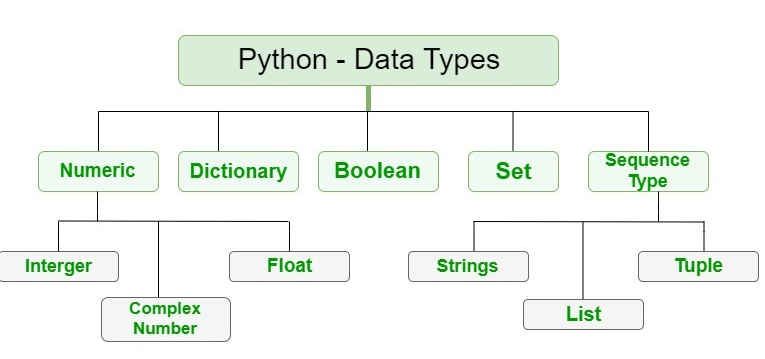 Python - Data Types
Numeric
Dictionary
Boolean
Set
Sequence
Type
Interger
Complex
Number
Float
Strings
List
Tuple